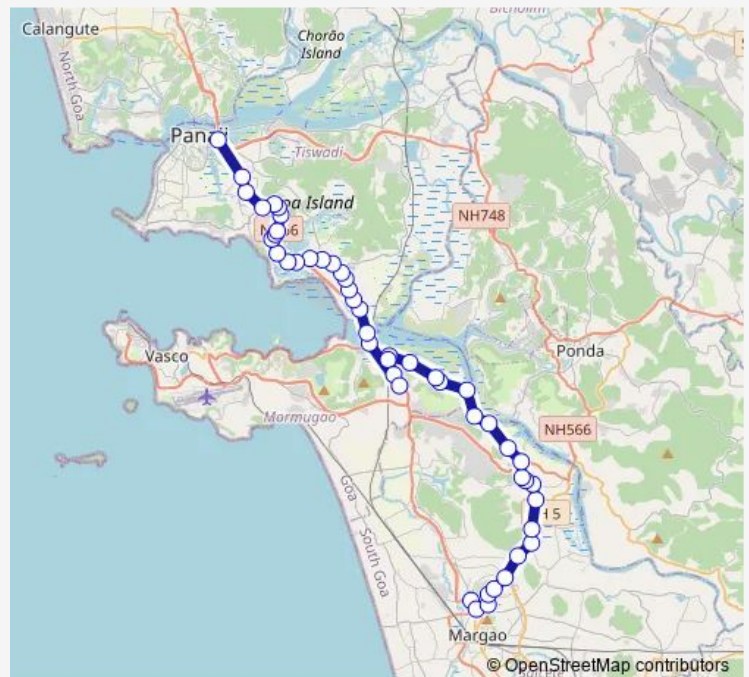 Calangute
Bicholim
Chorão
Island
North Goa
Panaji
Tiswadi
Goa Island
NH748
Vasco
Ponda
Mormugao
NH566
Goa
South Goa
Margao
© OpenStreetMap contributors